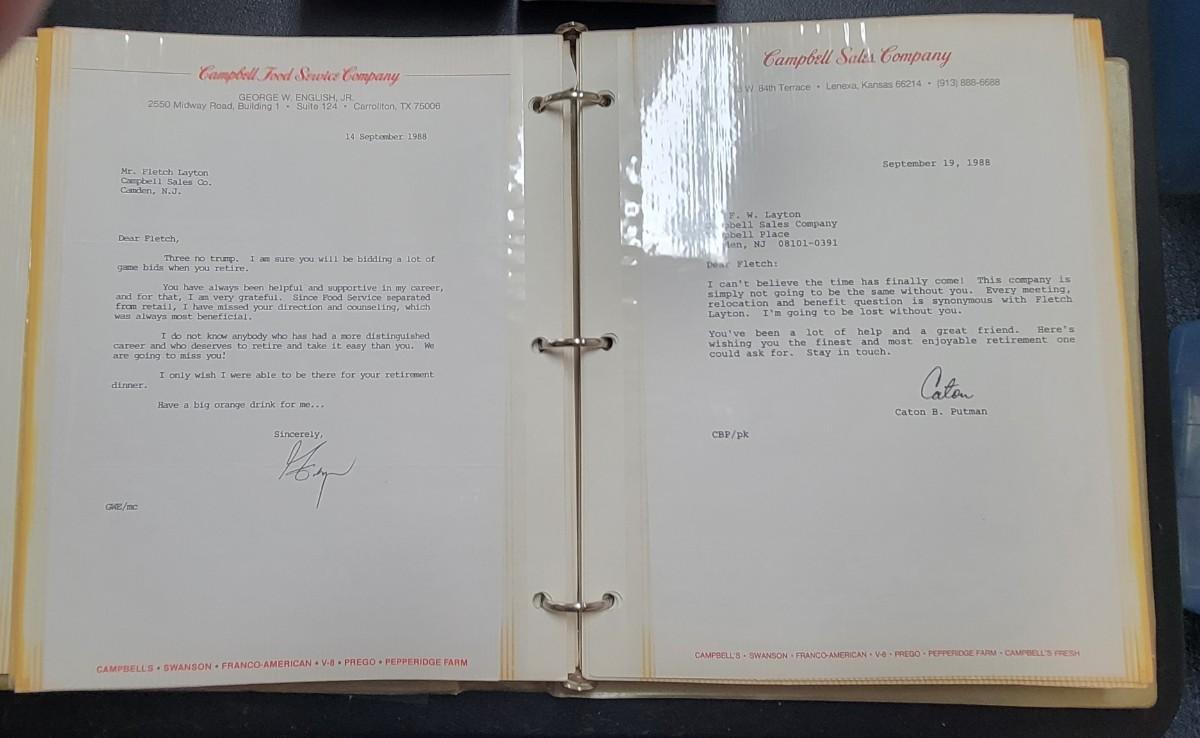 Campbell Food Service Company
GEORGE W. ENGLISH, JR.
2550 Midway Road, Building 1 • Suite 124 • Carrollton, TX 75006
14 September 1988
Mr. Fletch Layton
Campbell Sales Co.
Camden, N.J.
Dear Fletch,
Three no trump. I am sure you will be bidding a lot of
game bids when you retire.
You have always been helpful and supportive in my career,
and for that, I am very grateful. Since Food Service separated
from retail, I have missed your direction and counseling, which
was always most beneficial.
I do not know anybody who has had a more distinguished
career and who deserves to retire and take it easy than you. We
are going to miss you!
I only wish I were able to be there for your retirement
dinner.
Have a big orange drink for me...
Sincerely,
GWE/mc
CAMPBELL'S • SWANSON • FRANCO-AMERICAN • V-8 • PREGO • PEPPERIDGE FARM
Campbell Sales Company
W. 84th Terrace • Lenexa, Kansas 66214 • (913) 888-6688
September 19, 1988
F. W. Layton
Sales Company
Place
NJ 08101-0391
Dear Fletch:
I can't believe the time has finally come! This company is
simply not going to be the same without you. Every meeting,
relocation and benefit question is synonymous with Fletch
Layton. I'm going to be lost without you.
You've been a lot of help and a great friend. Here's
wishing you the finest and most enjoyable retirement one
could ask for. Stay in touch.
Caton
Caton B. Putman
CBP/pk
CAMPBELL'S • SWANSON • FRANCO-AMERICAN • V-8 • PREGO • PEPPERIDGE FARM • CAMPBELL'S FRESH